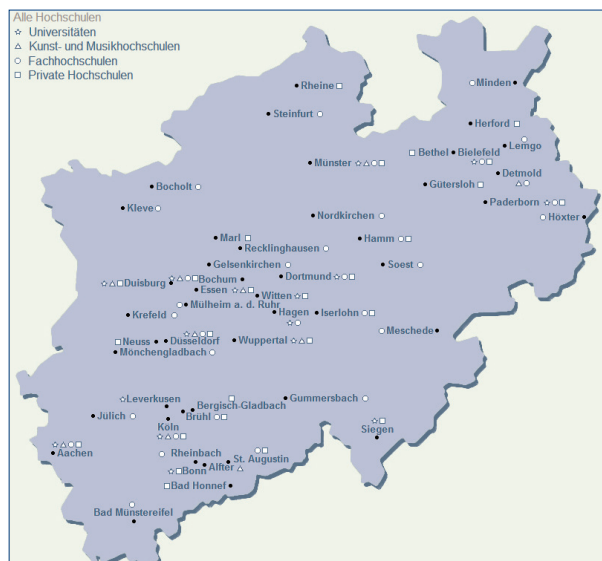 Alle Hochschulen
Universitäten
Kunst- und Musikhochschulen
Fachhochschulen
Private Hochschulen
Rheine
Minden
Steinfurt
Herford
Lemgo
Münster
Bethel
Bielefeld
Detmold
Bocholt
Gütersloh
Paderborn
Kleve
Nordkirchen
Höxter
Marl
Hamm
Recklinghausen
Gelsenkirchen
Soest
Duisburg
Bochum
Dortmund
Essen
Witten
Mülheim a. d. Ruhr
Krefeld
Hagen
Iserlohn
Meschede
Neuss
Düsseldorf
Wuppertal
Mönchengladbach
Leverkusen
Gummersbach
Bergisch Gladbach
Jülich
Brühl
Köln
Siegen
Aachen
Rheinbach
St. Augustin
Bonn
Alfter
Bad Honnef
Bad Münstereifel